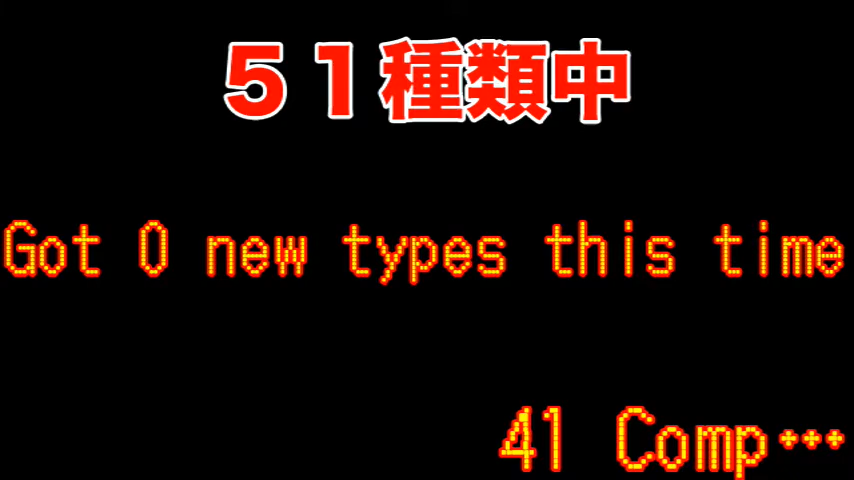 ５１種類中
Got 0 new types this time
41 Comp…